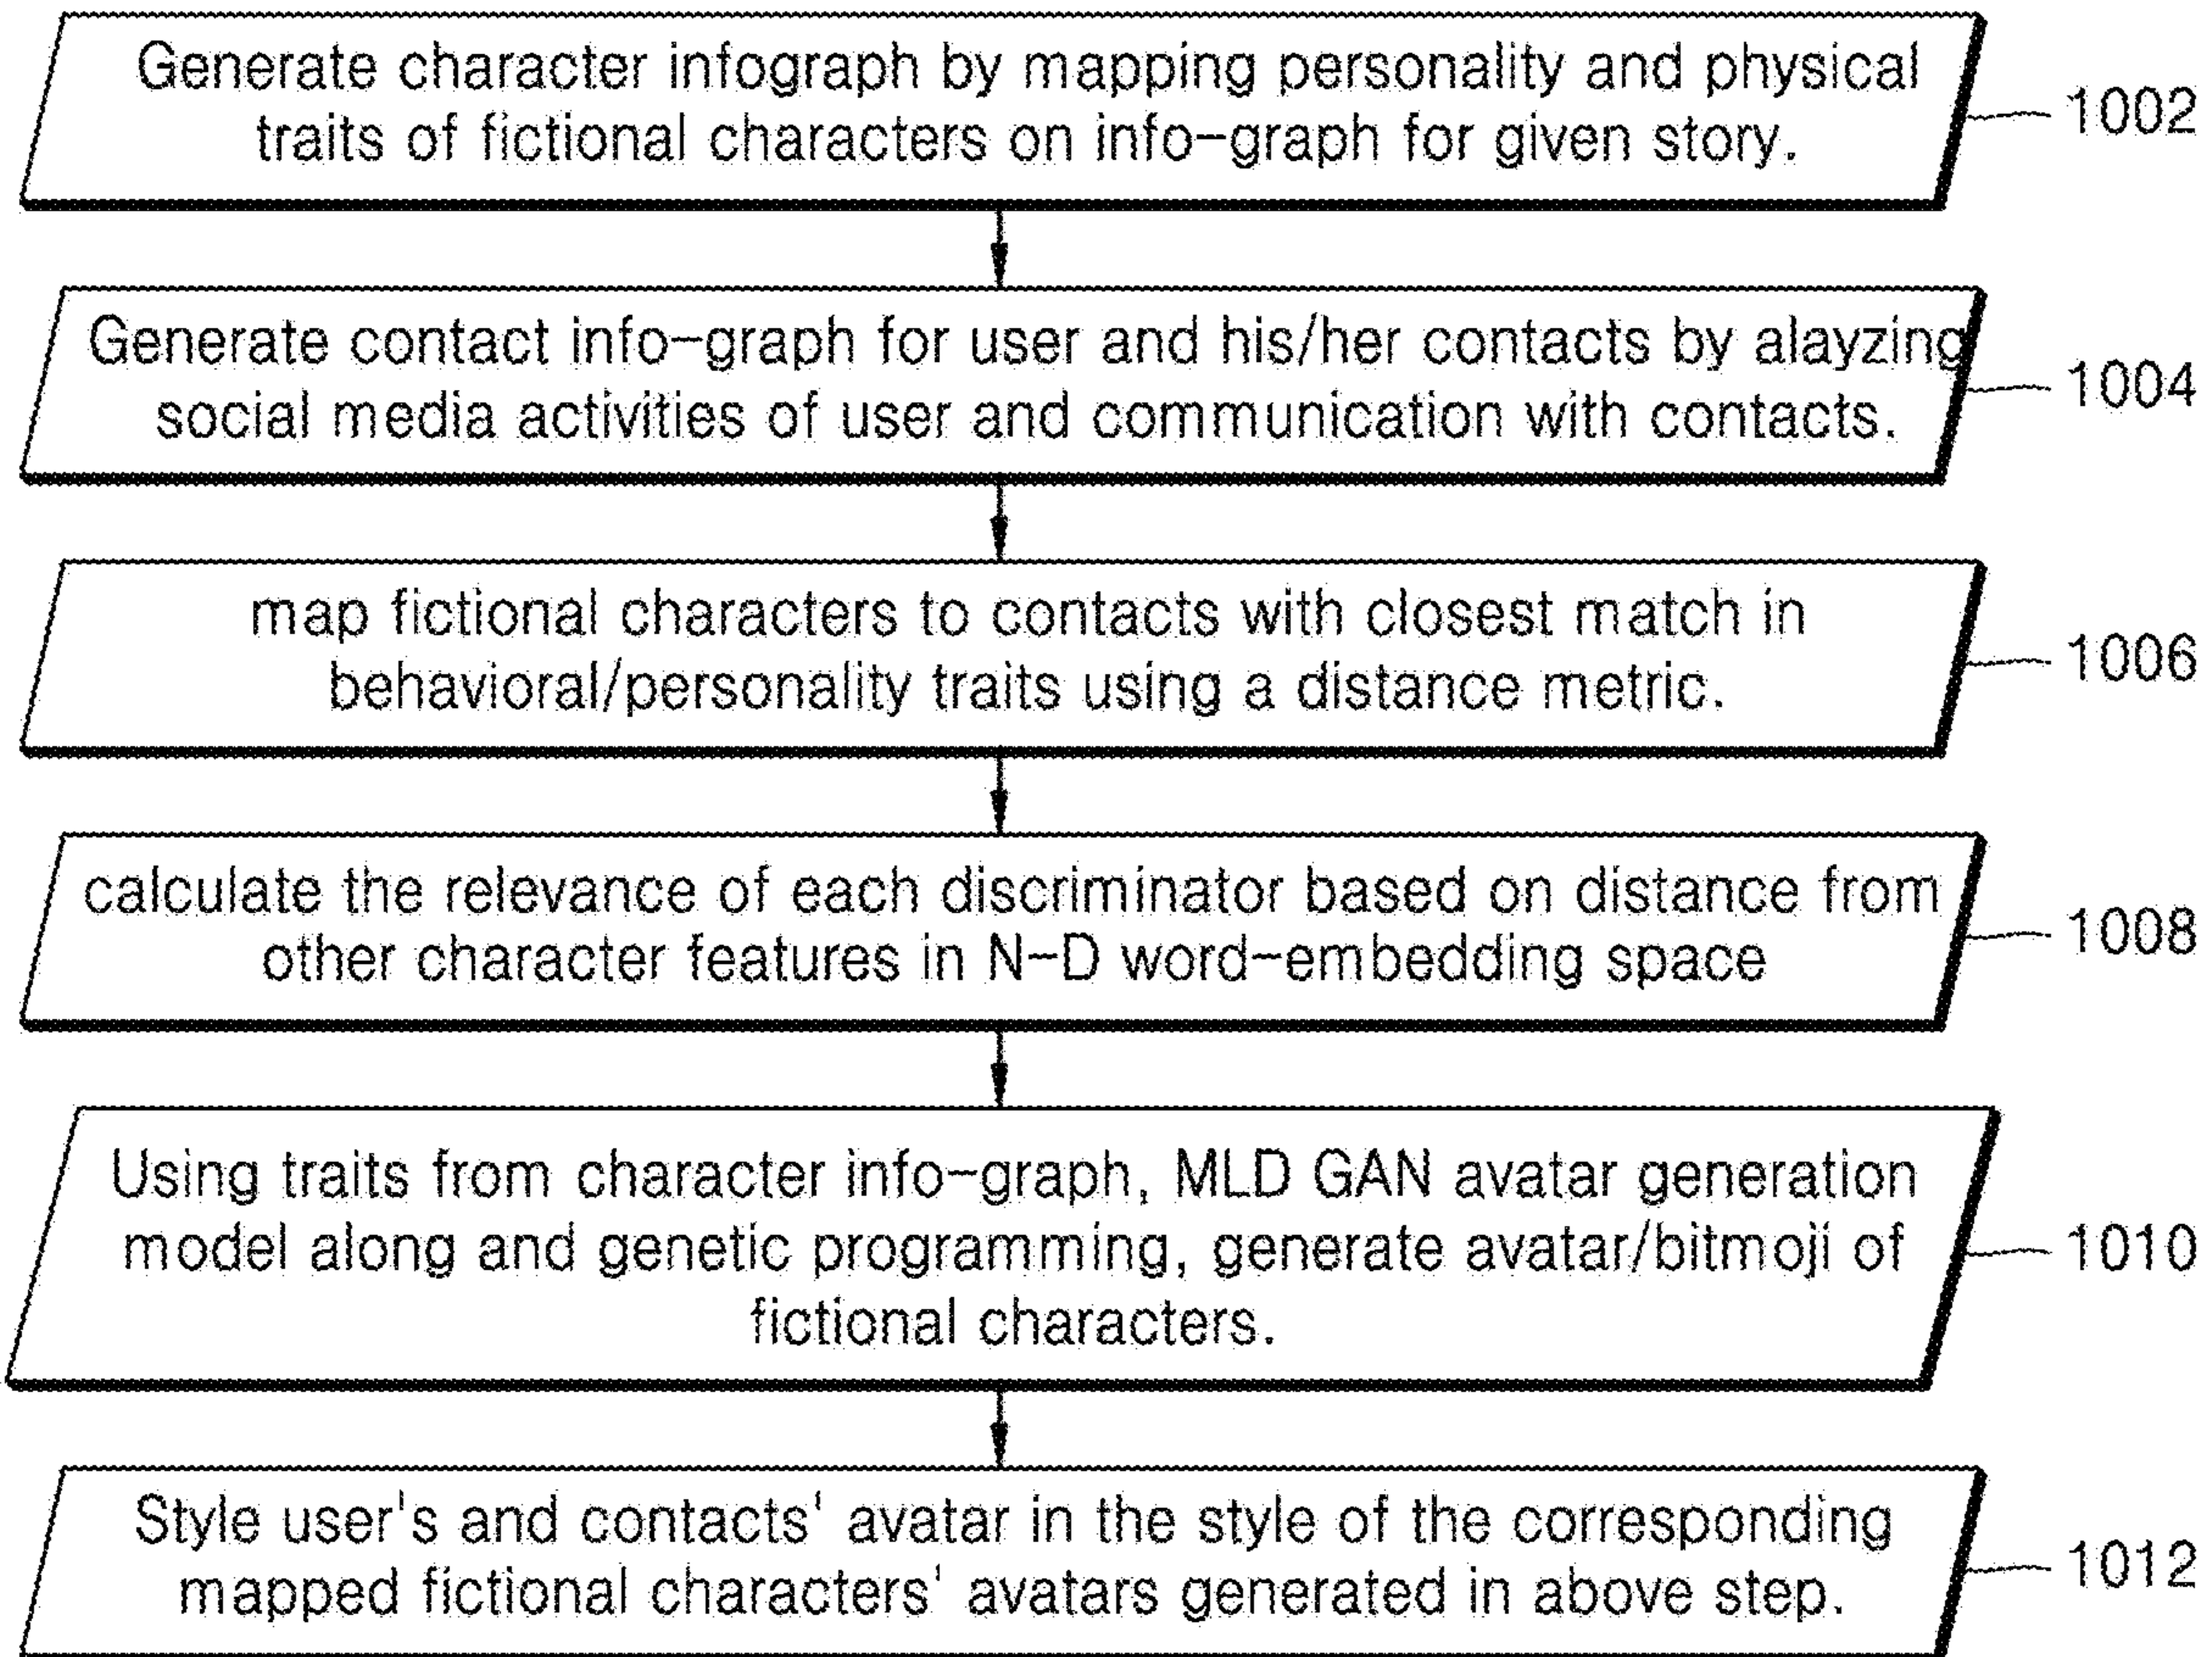 Generate character infograph by mapping personality and physical
traits of fictional characters on info-graph for given story.
1002
Generate contact info-graph for user and his/her contacts by alayzing
social media activities of user and communication with contacts.
1004
map fictional characters to contacts with closest match in
behavioral/personality traits using a distance metric.
1006
calculate the relevance of each discriminator based on distance from
other character features in N-D word-embedding space
1008
Using traits from character info-graph, MLD GAN avatar generation
model along and genetic programming, generate avatar/bitmoji of
fictional characters.
1010
Style user's and contacts' avatar in the style of the corresponding
mapped fictional characters' avatars generated in above step.
1012